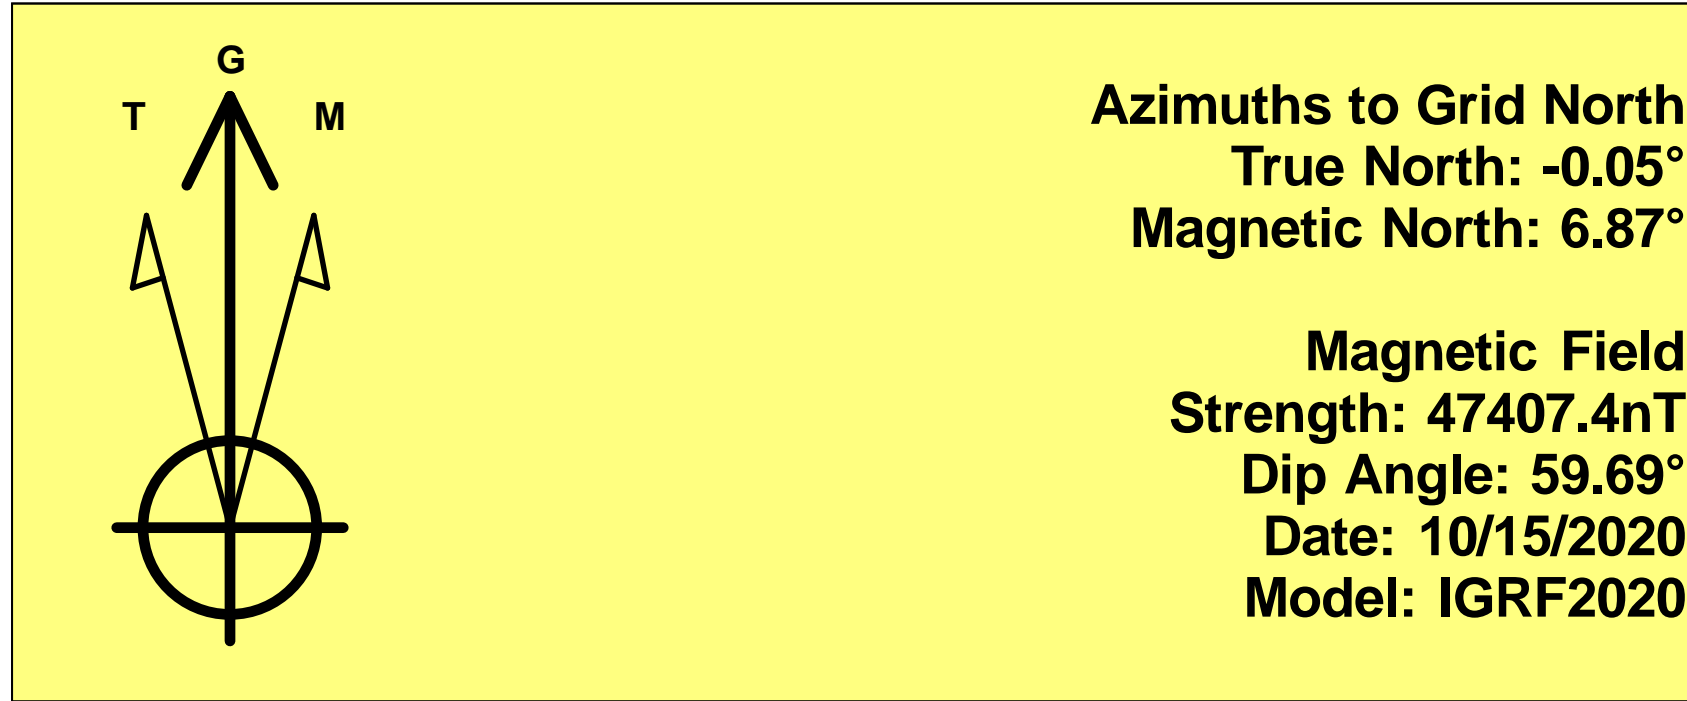 G
T M
Azimuths to Grid North
True North: -0.05°
Magnetic North: 6.87°
Magnetic Field
Strength: 47407.4nT
Dip Angle: 59.69°
Date: 10/15/2020
Model: IGRF2020